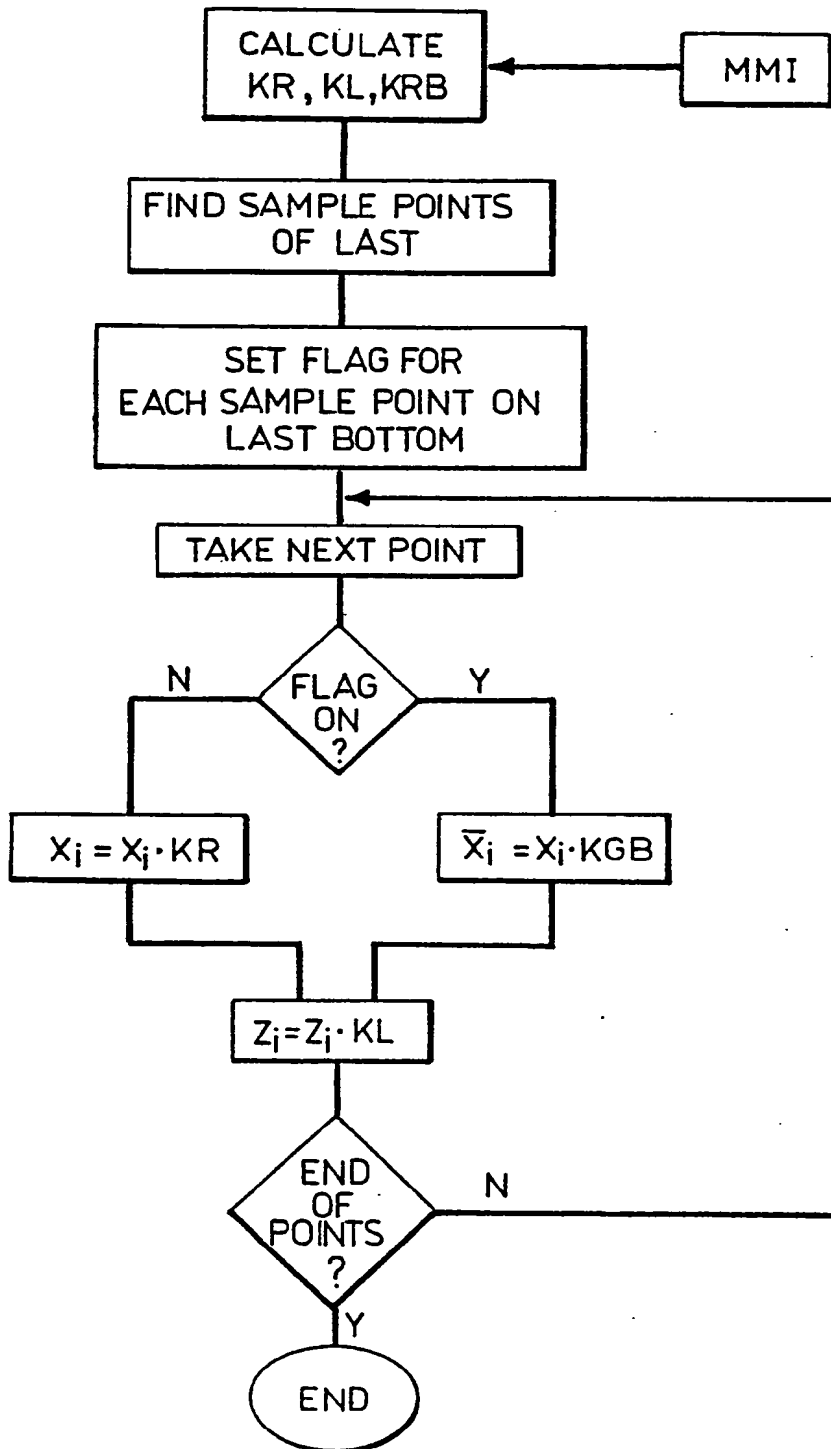 CALCULATE
KR, KL, KRB
MMI
FIND SAMPLE POINTS
OF LAST
SET FLAG FOR
EACH SAMPLE POINT ON
LAST BOTTOM
TAKE NEXT POINT
N
FLAG
ON
?
Y
Xi = Xi · KR
X̅i = Xi · KGB
Zi = Zi · KL
END
OF
POINTS
?
N
Y
END